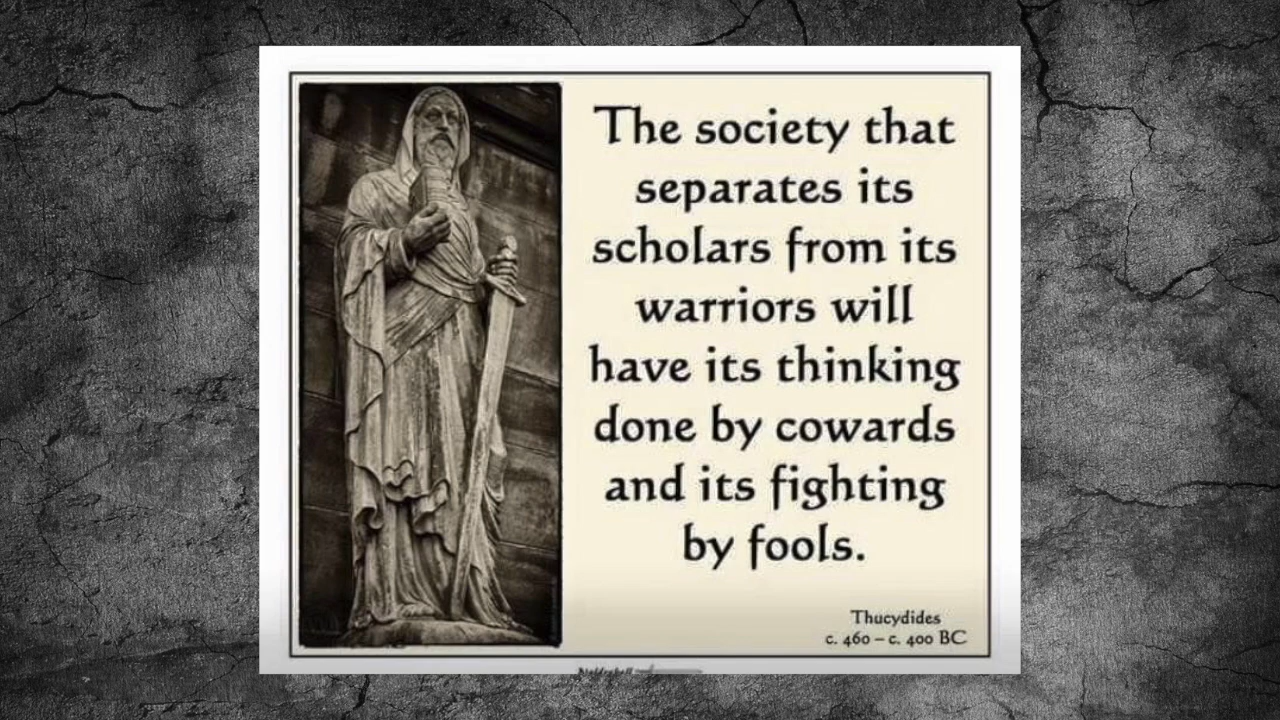 The society that
separates its
scholars from its
warriors will
have its thinking
done by cowards
and its fighting
by fools.
Thucydides
c. 460 – c. 400 BC